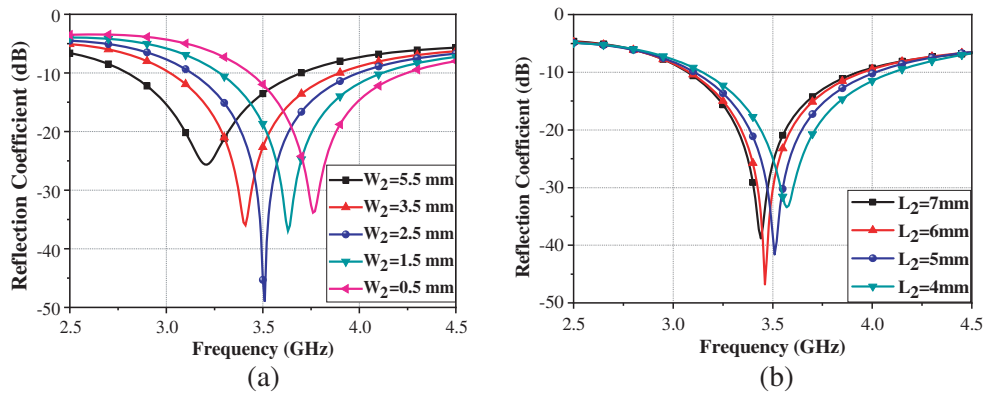 0
-10
-20
-30
-40
-50
Reflection Coefficient (dB)
W2=5.5 mm
W2=3.5 mm
W2=2.5 mm
W2=1.5 mm
W2=0.5 mm
2.5 3.0 3.5 4.0 4.5
Frequency (GHz)
(a)
0
-10
-20
-30
-40
-50
Reflection Coefficient (dB)
L2=7mm
L2=6mm
L2=5mm
L2=4mm
2.5 3.0 3.5 4.0 4.5
Frequency (GHz)
(b)